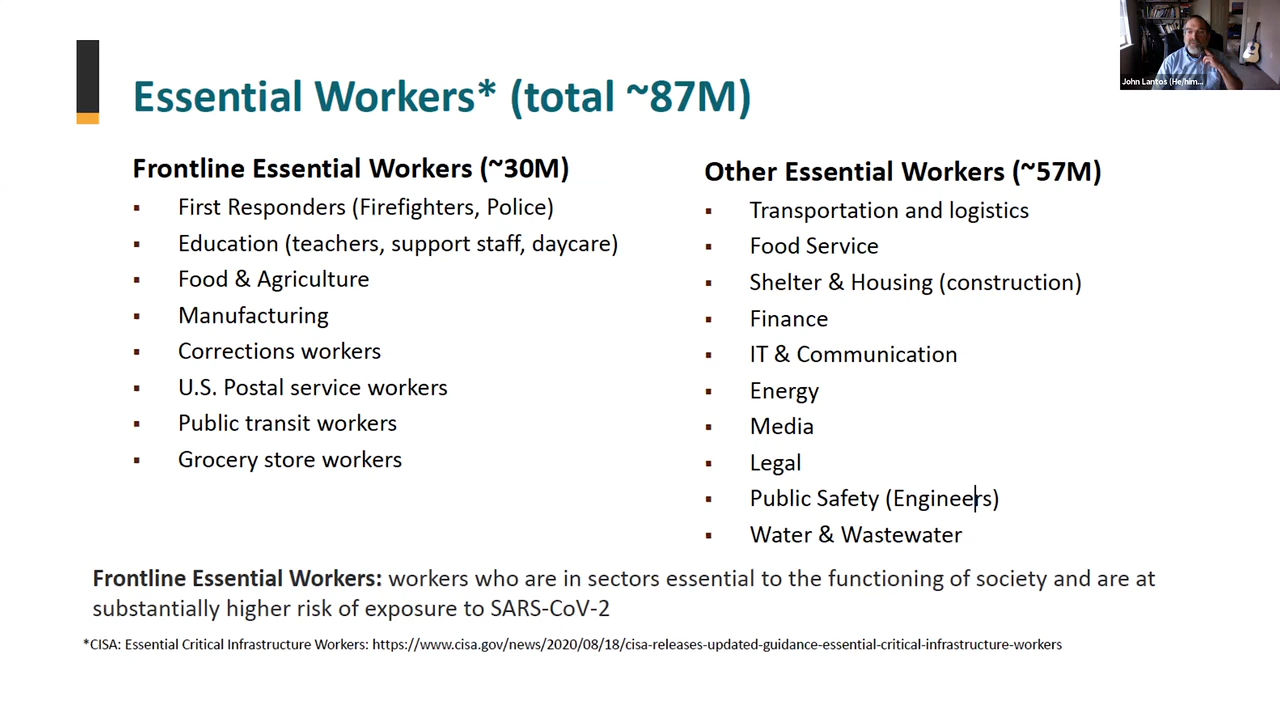 Essential Workers* (total ~87M)
Frontline Essential Workers (~30M)
▪ First Responders (Firefighters, Police)
▪ Education (teachers, support staff, daycare)
▪ Food & Agriculture
▪ Manufacturing
▪ Corrections workers
▪ U.S. Postal service workers
▪ Public transit workers
▪ Grocery store workers
Other Essential Workers (~57M)
▪ Transportation and logistics
▪ Food Service
▪ Shelter & Housing (construction)
▪ Finance
▪ IT & Communication
▪ Energy
▪ Media
▪ Legal
▪ Public Safety (Engineers)
▪ Water & Wastewater
Frontline Essential Workers: workers who are in sectors essential to the functioning of society and are at
substantially higher risk of exposure to SARS-CoV-2
*CISA: Essential Critical Infrastructure Workers: https://www.cisa.gov/news/2020/08/18/cisa-releases-updated-guidance-essential-critical-infrastructure-workers
John Lantos (He/him...